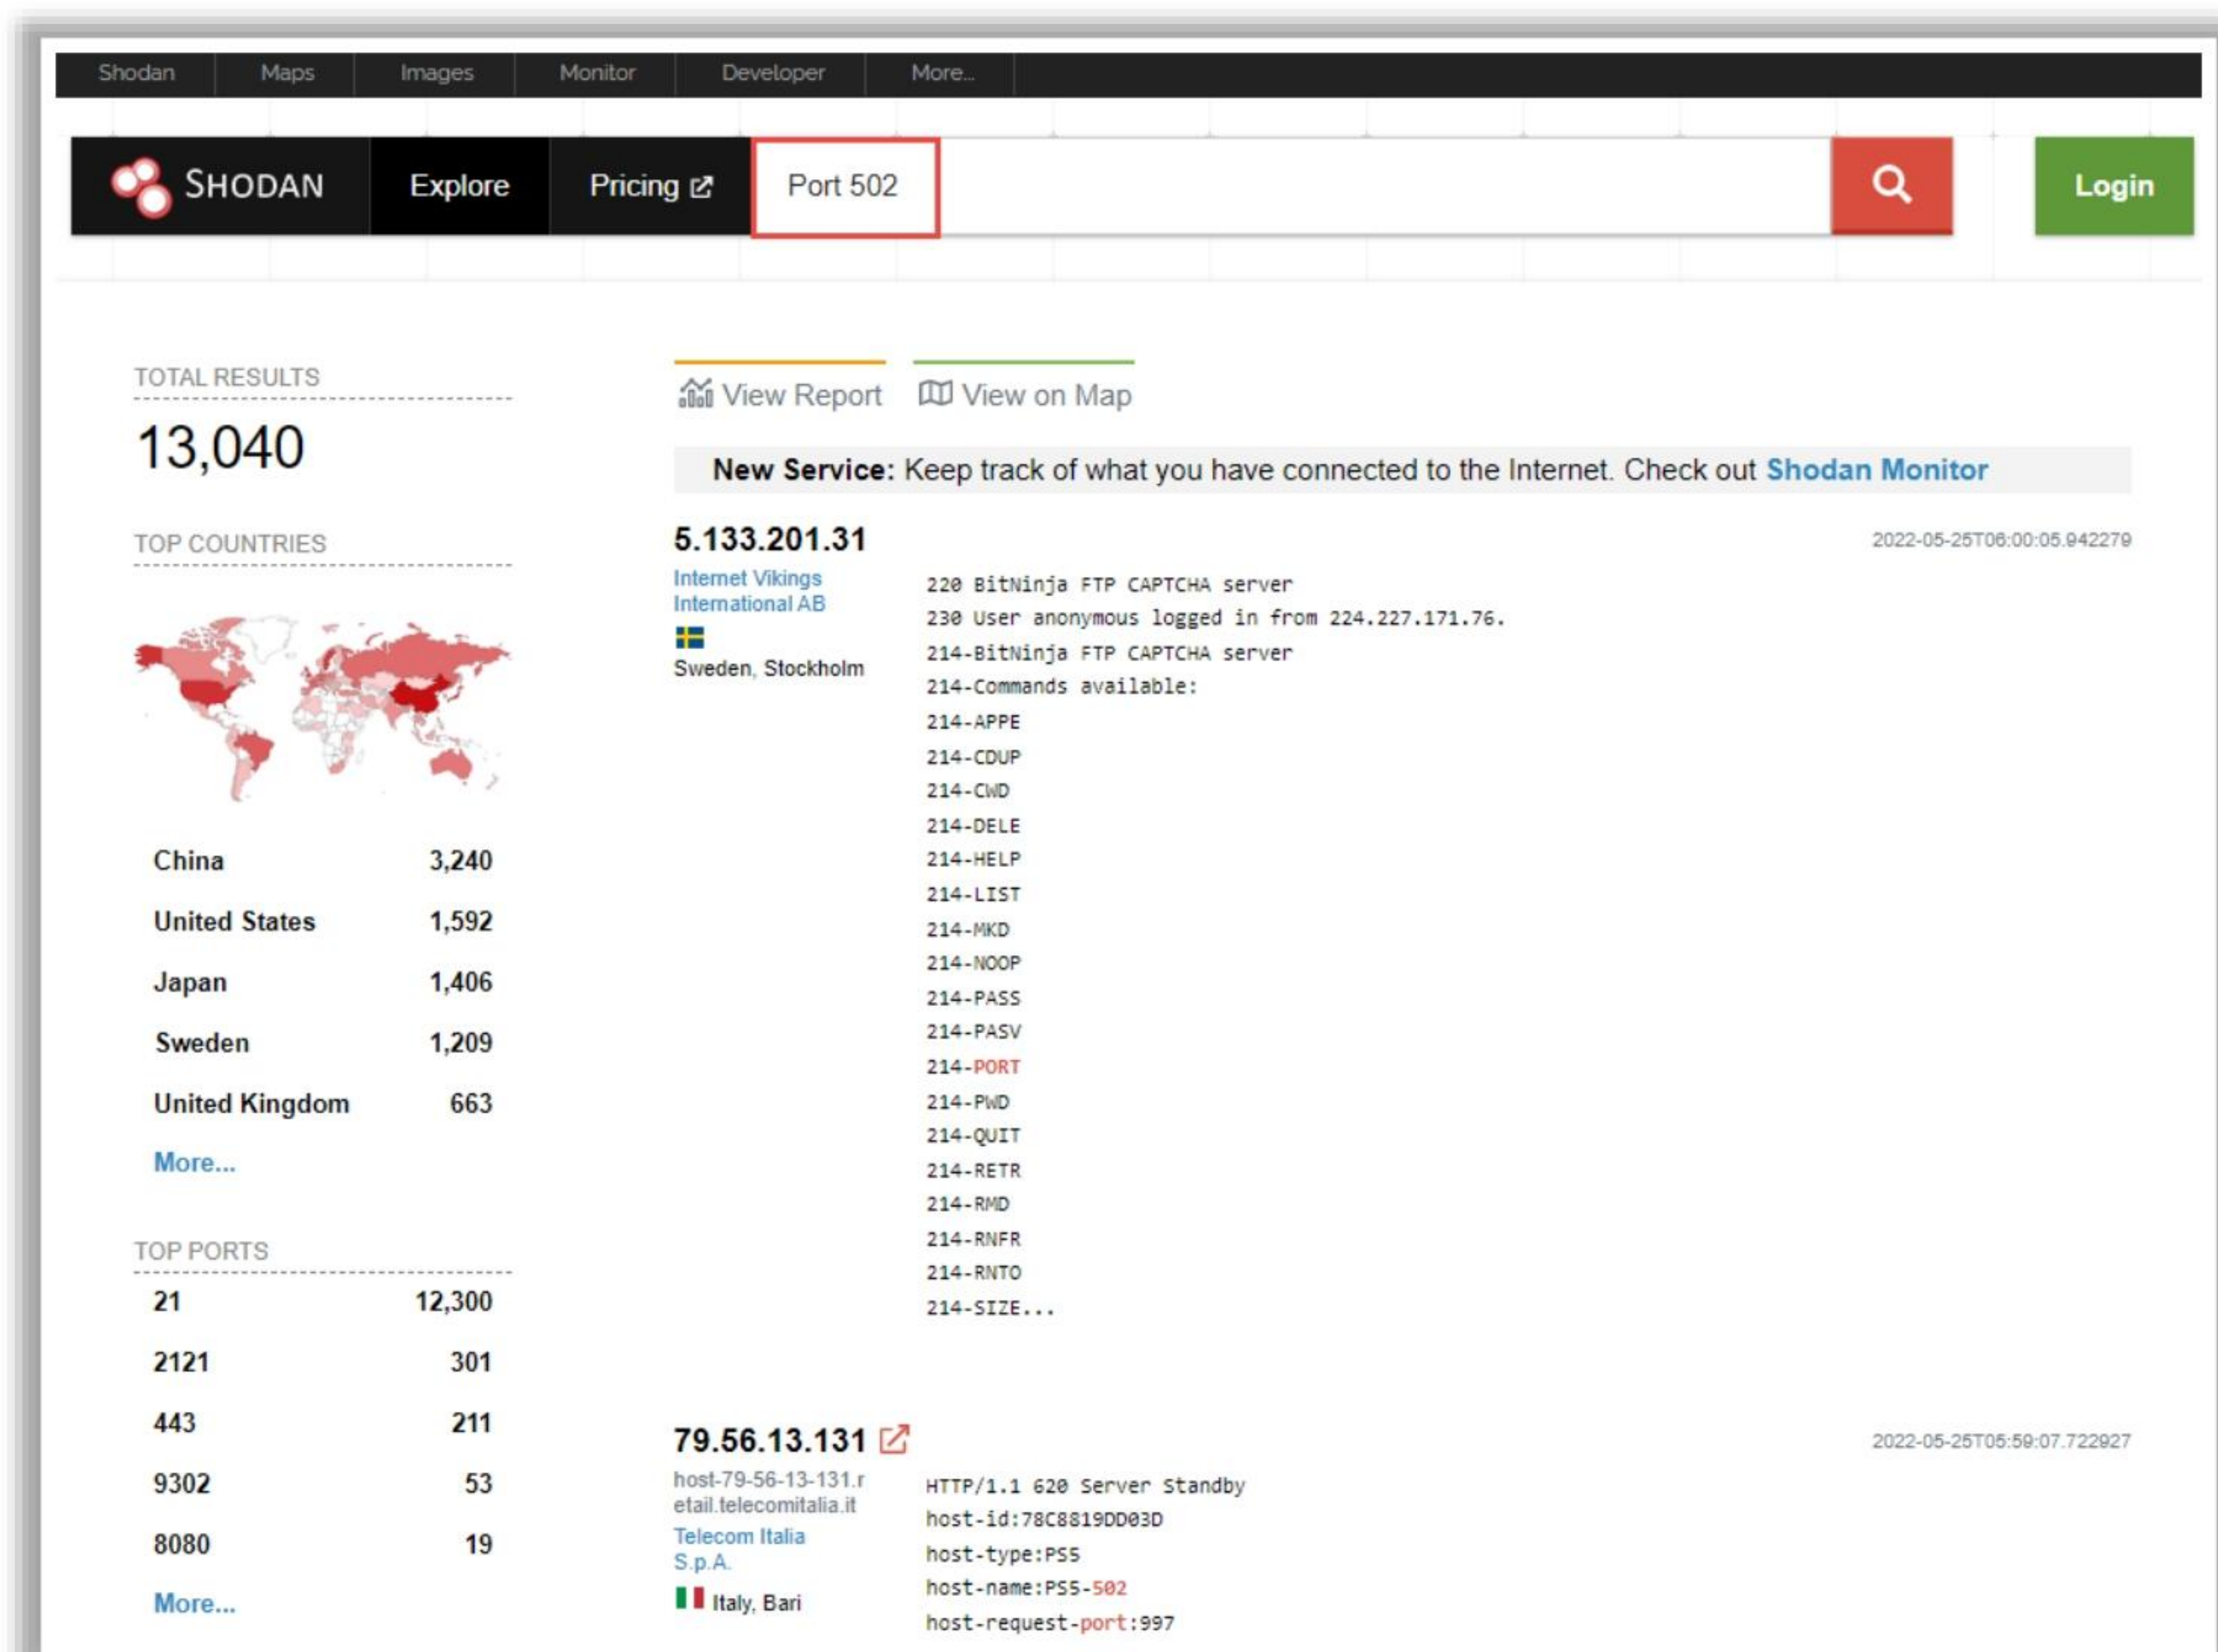 Shodan Maps Images Monitor Developer More...
SHODAN Explore Pricing Port 502 Login
TOTAL RESULTS
13,040
TOP COUNTRIES
China 3,240
United States 1,592
Japan 1,406
Sweden 1,209
United Kingdom 663
More...
TOP PORTS
21 12,300
2121 301
443 211
9302 53
8080 19
More...
View Report View on Map
New Service: Keep track of what you have connected to the Internet. Check out Shodan Monitor
5.133.201.31
2022-05-25T06:00:05.942279
Internet Vikings
International AB
Sweden, Stockholm
220 BitNinja FTP CAPTCHA server
230 User anonymous logged in from 224.227.171.76.
214-BitNinja FTP CAPTCHA server
214-Commands available:
214-APPE
214-CDUP
214-CWD
214-DELE
214-HELP
214-LIST
214-MKD
214-NOOP
214-PASS
214-PASV
214-PORT
214-PWD
214-QUIT
214-RETR
214-RMD
214-RNFR
214-RNTO
214-SIZE...
79.56.13.131
2022-05-25T05:59:07.722927
host-79-56-13-131.r
etail.telecomitalia.it
Telecom Italia
S.p.A.
Italy, Bari
HTTP/1.1 620 Server Standby
host-id:78C8819DD03D
host-type:PS5
host-name:PS5-502
host-request-port:997